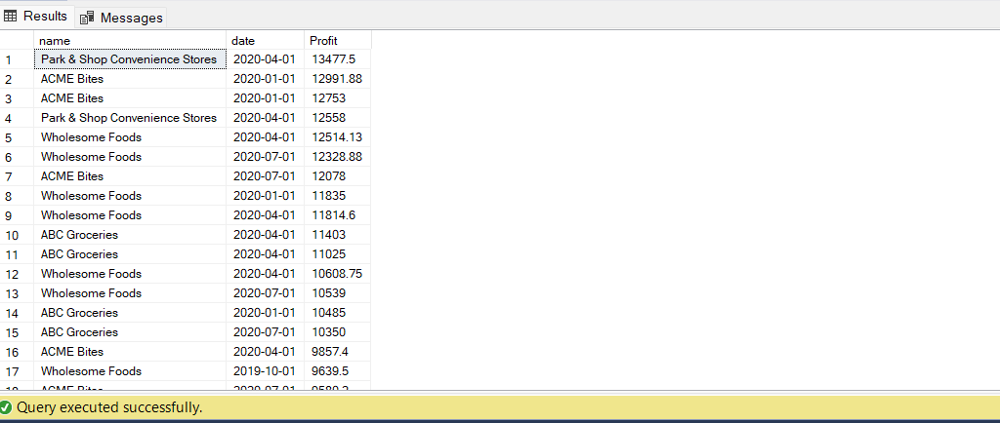 Results Messages
name date Profit
1 Park & Shop Convenience Stores 2020-04-01 13477.5
2 ACME Bites 2020-01-01 12991.88
3 ACME Bites 2020-01-01 12753
4 Park & Shop Convenience Stores 2020-04-01 12558
5 Wholesome Foods 2020-04-01 12514.13
6 Wholesome Foods 2020-07-01 12328.88
7 ACME Bites 2020-07-01 12078
8 Wholesome Foods 2020-01-01 11835
9 Wholesome Foods 2020-04-01 11814.6
10 ABC Groceries 2020-04-01 11403
11 ABC Groceries 2020-04-01 11025
12 Wholesome Foods 2020-04-01 10608.75
13 Wholesome Foods 2020-07-01 10539
14 ABC Groceries 2020-01-01 10485
15 ABC Groceries 2020-07-01 10350
16 ACME Bites 2020-04-01 9857.4
17 Wholesome Foods 2019-10-01 9639.5
ACME Bites 2020-07-01
Query executed successfully.